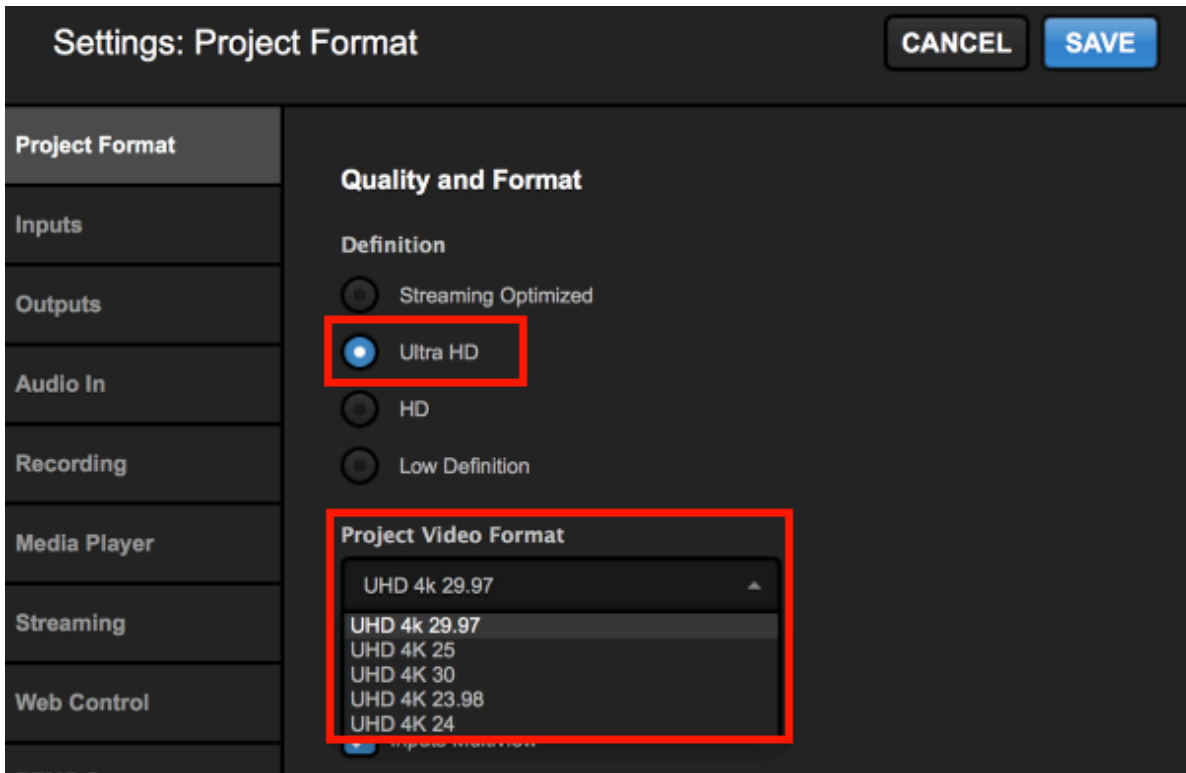 Settings: Project Format
CANCEL
SAVE
Project Format
Inputs
Outputs
Audio In
Recording
Media Player
Streaming
Web Control
Quality and Format
Definition
Streaming Optimized
Ultra HD
HD
Low Definition
Project Video Format
UHD 4k 29.97
UHD 4k 29.97
UHD 4K 25
UHD 4K 30
UHD 4K 23.98
UHD 4K 24
Inputs Multiview